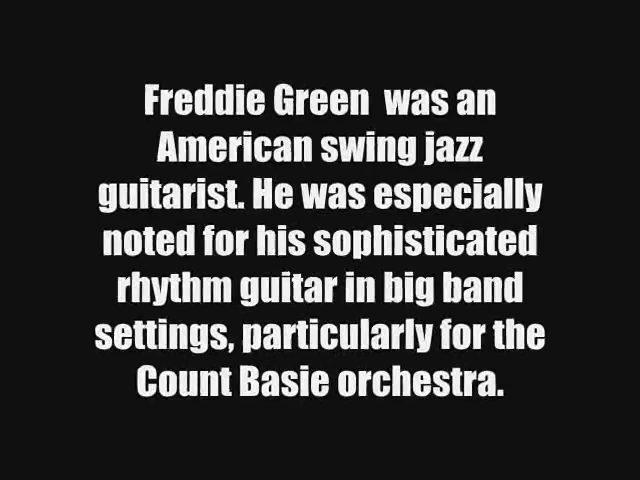 Freddie Green  was an
American swing jazz
guitarist. He was especially
noted for his sophisticated
rhythm guitar in big band
settings, particularly for the
Count Basie orchestra.